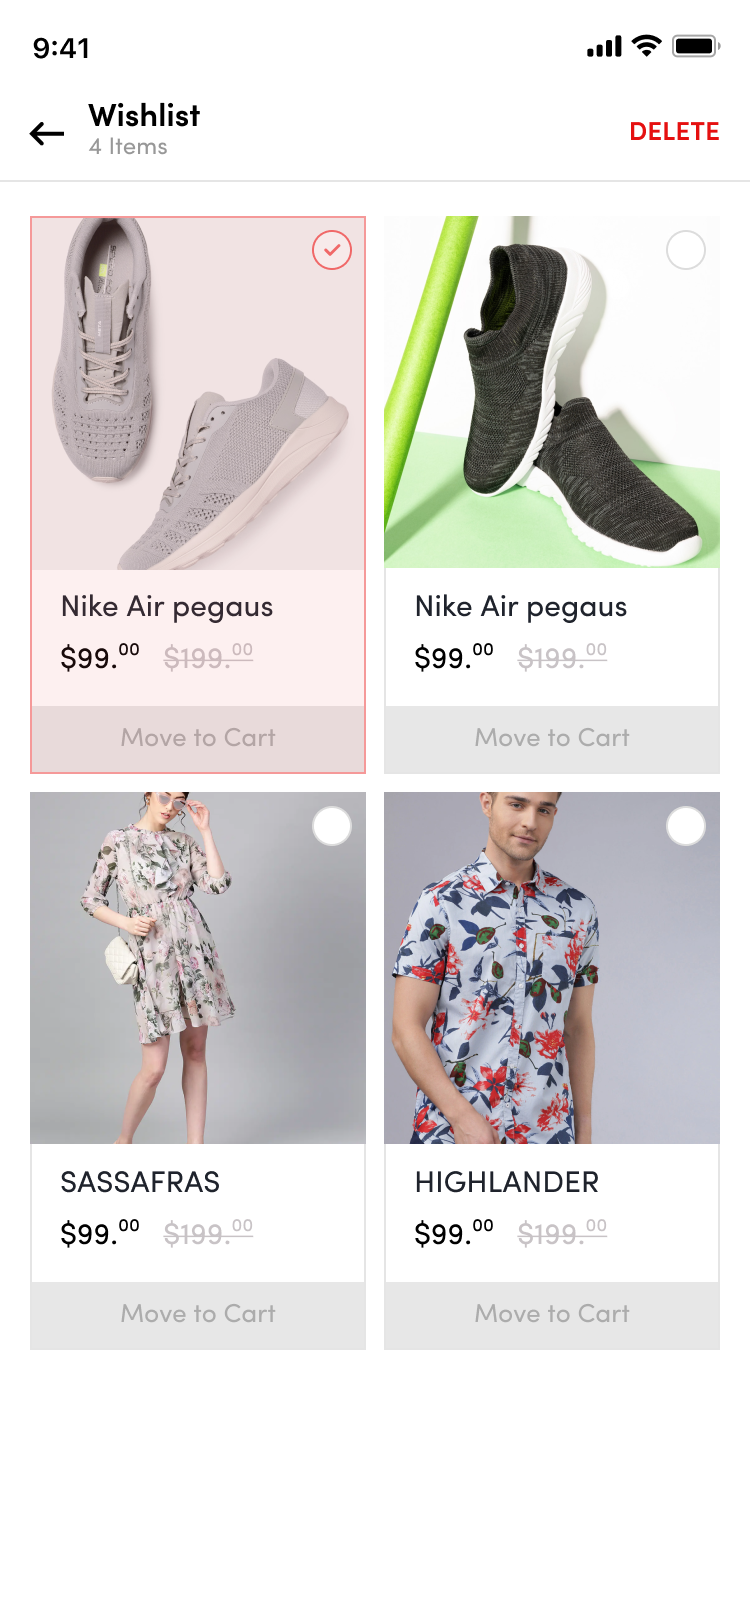 9:41
Wishlist
4 Items
DELETE
Nike Air pegaus
$99.00 $199.00
Move to Cart
Nike Air pegaus
$99.00 $199.00
Move to Cart
SASSAFRAS
$99.00 $199.00
Move to Cart
HIGHLANDER
$99.00 $199.00
Move to Cart